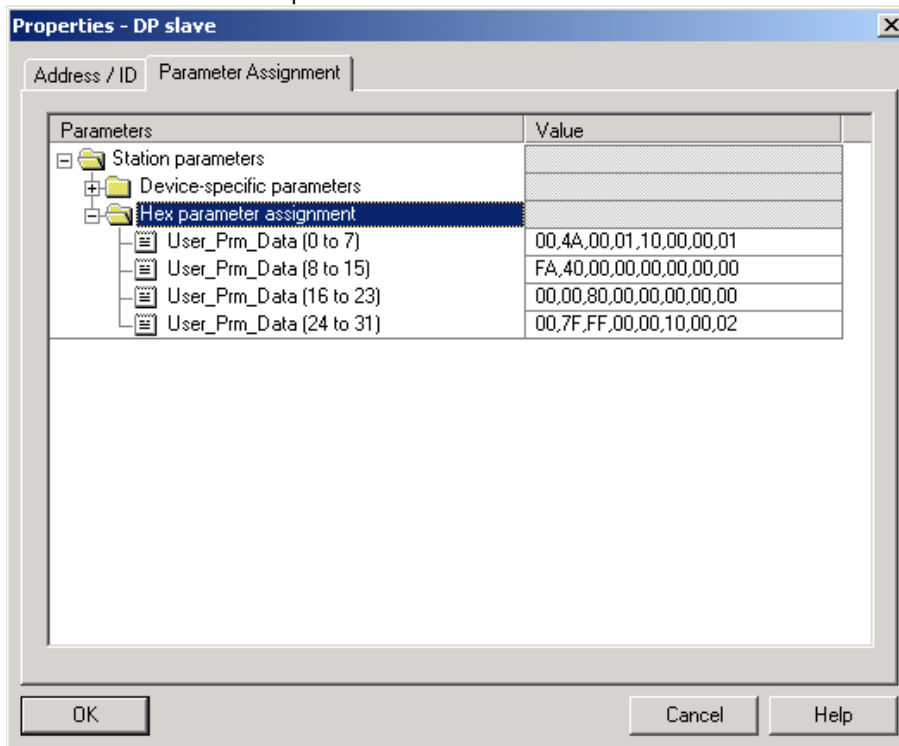 Properties - DP slave
Address / ID Parameter Assignment
Parameters Value
Station parameters
Device-specific parameters
Hex parameter assignment
User_Prm_Data (0 to 7) 00,4A,00,01,10,00,00,01
User_Prm_Data (8 to 15) FA,40,00,00,00,00,00,00
User_Prm_Data (16 to 23) 00,00,80,00,00,00,00,00
User_Prm_Data (24 to 31) 00,7F,FF,00,00,10,00,02
OK Cancel Help